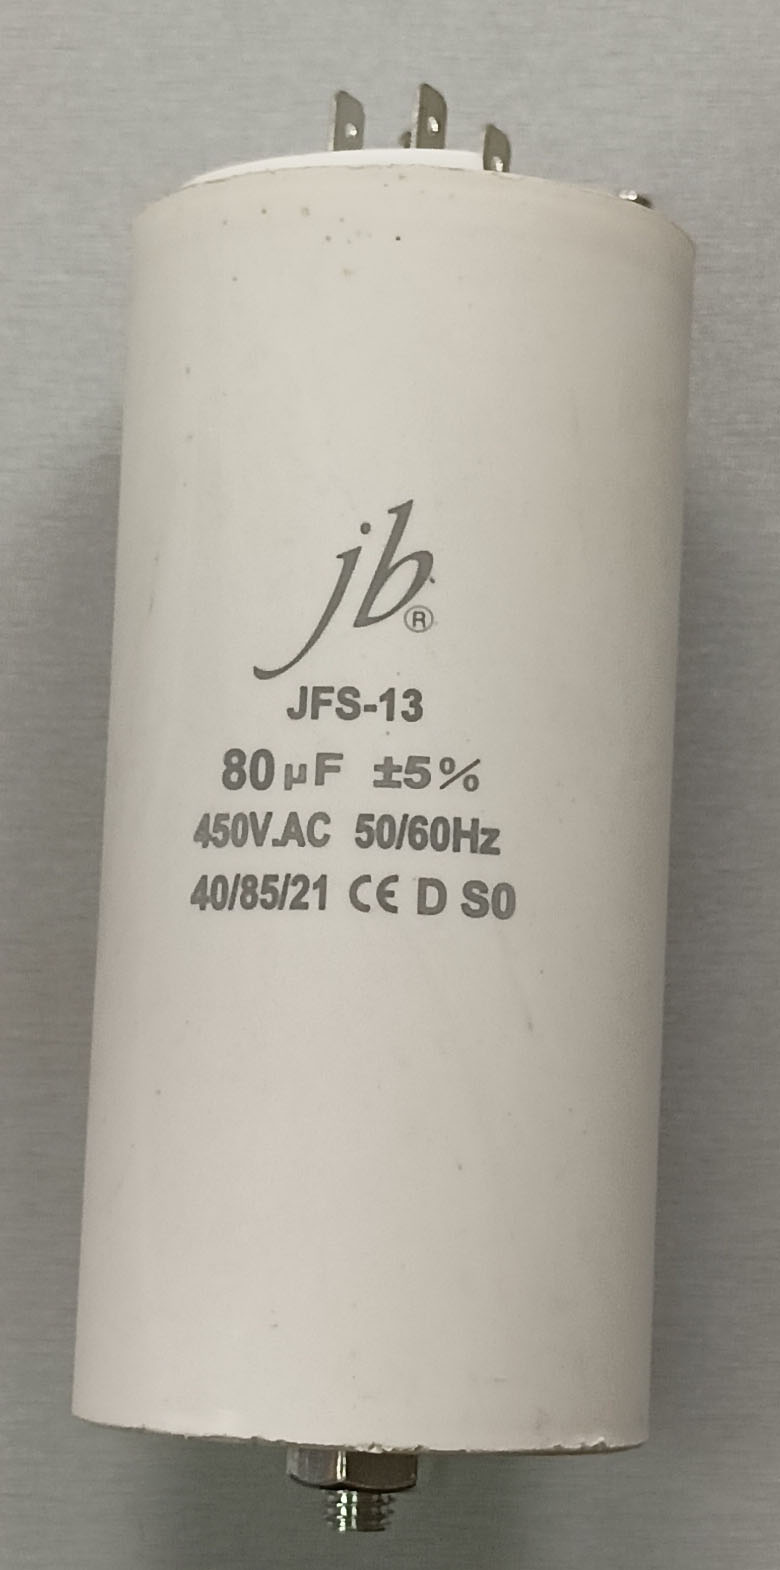 jb®
JFS-13
80µF ±5%
450V.AC 50/60Hz
40/85/21 CE D S0